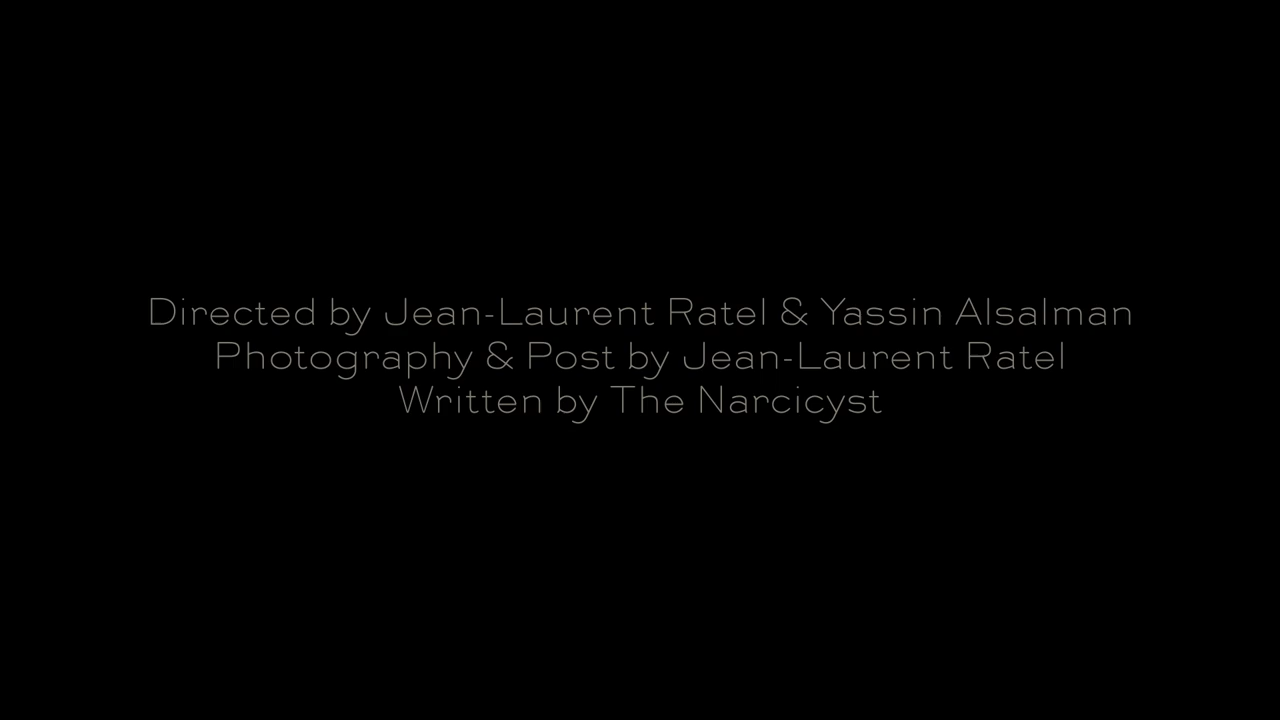 Directed by Jean-Laurent Ratel & Yassin Alsalman
Photography & Post by Jean-Laurent Ratel
Written by The Narcicyst